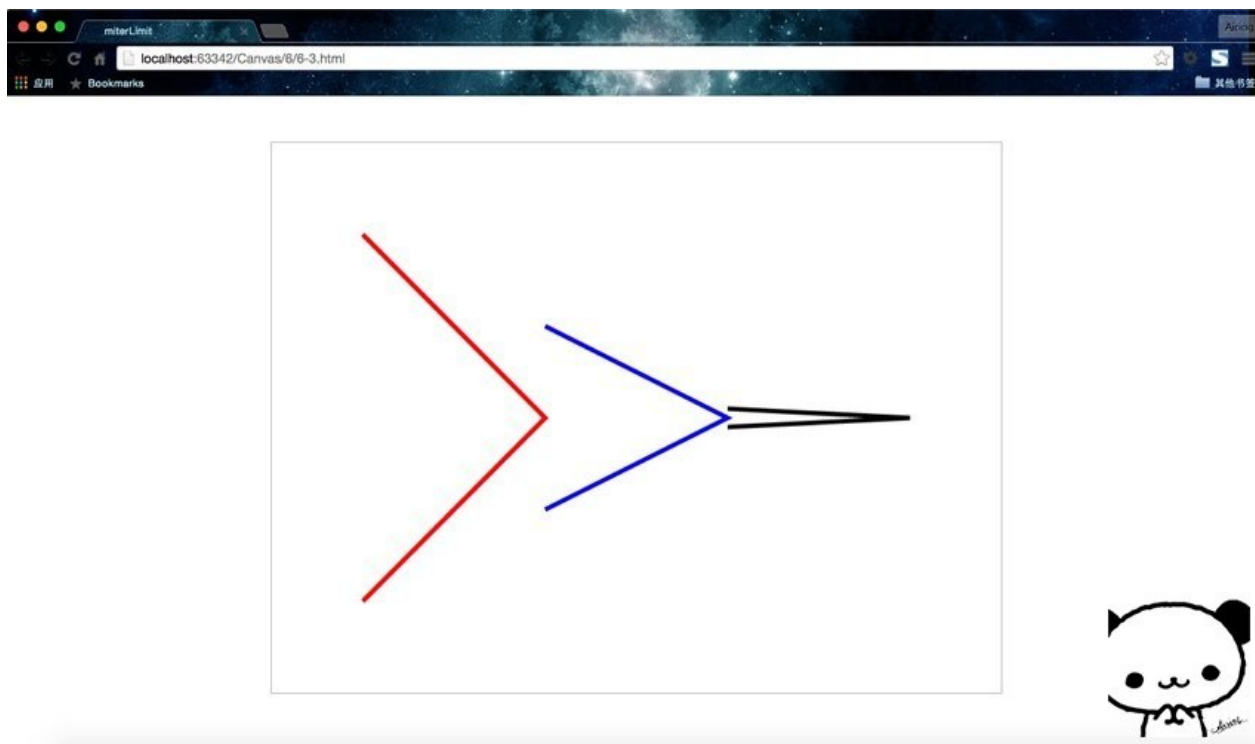 miterLimit
localhost:63342/Canvas/6/6-3.html
应用 Bookmarks 其他书签